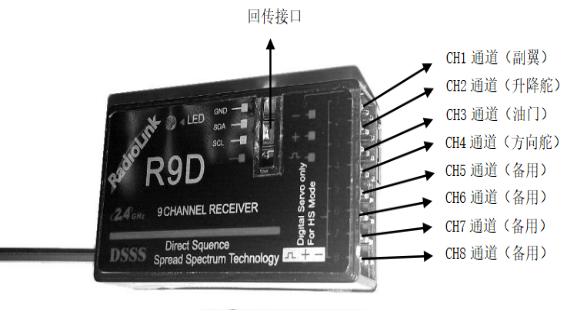 回传接口
CH1 通道（副翼）
CH2 通道（升降舵）
CH3 通道（油门）
CH4 通道（方向舵）
CH5 通道（备用）
CH6 通道（备用）
CH7 通道（备用）
CH8 通道（备用）
GND
SDA
SCL
LED
RadioLink
R9D
2.4 GHz
9 CHANNEL RECEIVER
DSSS
Direct Squence
Spread Spectrum Technology
Digital Servo only
For HS Mode
+
−
+ −